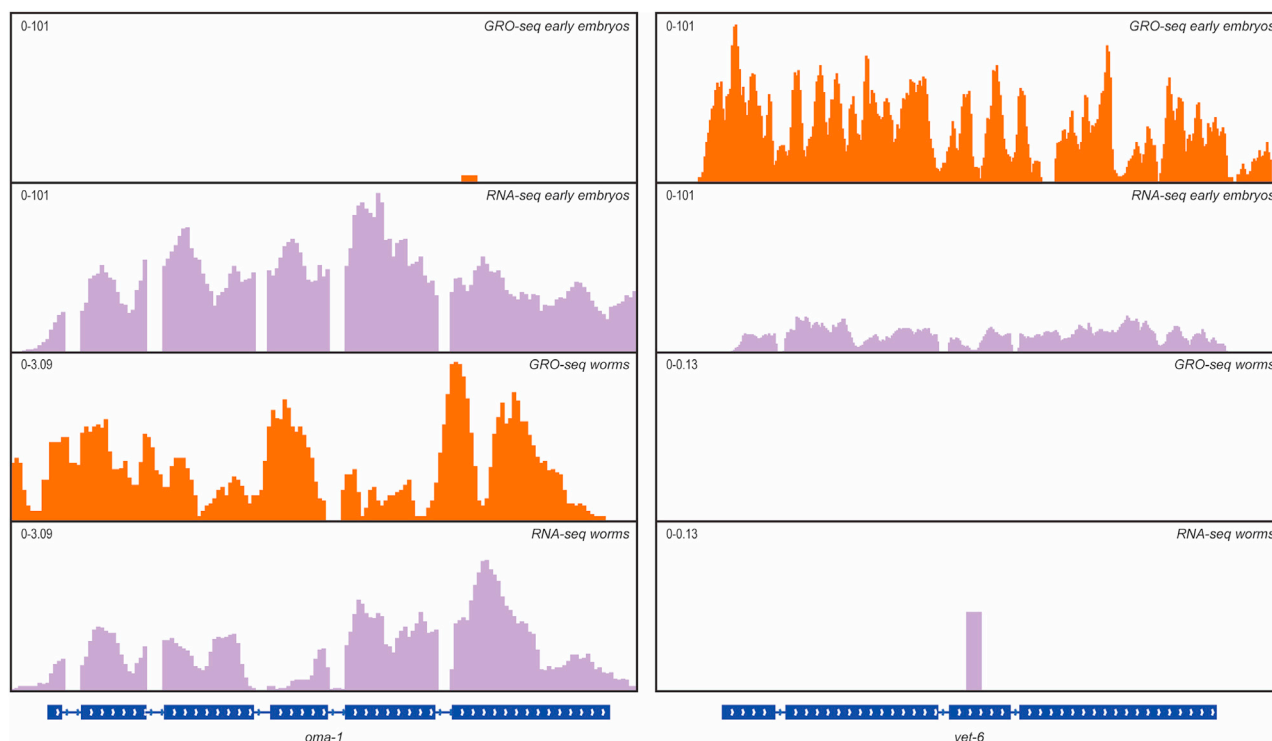 0-101 GRO-seq early embryos
0-101 RNA-seq early embryos
0-3.09 GRO-seq worms
0-3.09 RNA-seq worms
oma-1
0-101 GRO-seq early embryos
0-101 RNA-seq early embryos
0-0.13 GRO-seq worms
0-0.13 RNA-seq worms
vet-6